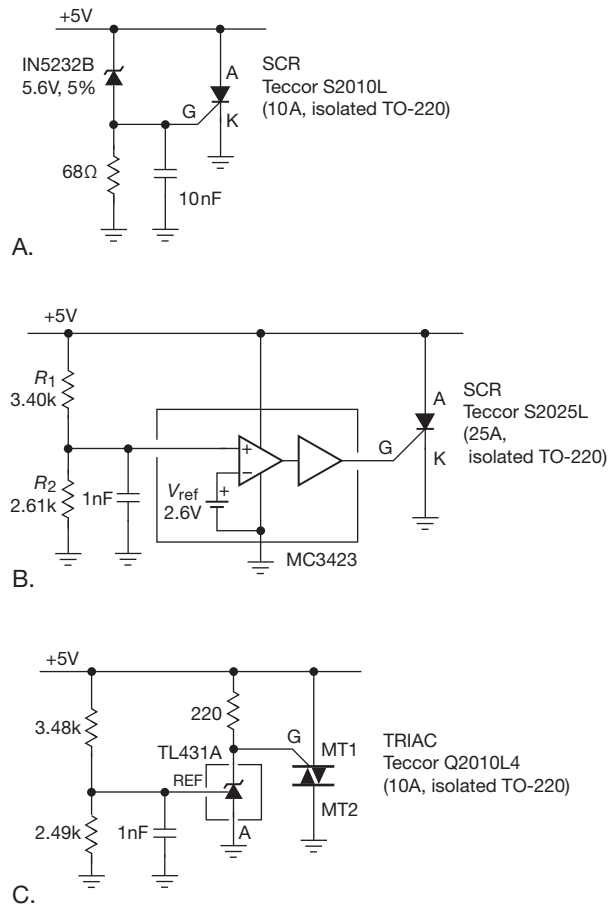 +5V
IN5232B
5.6V, 5%
A
G
K
SCR
Teccor S2010L
(10A, isolated TO-220)
68Ω
10nF
A.
+5V
R1
3.40k
R2
2.61k
1nF
+
−
Vref
2.6V
+
MC3423
A
G
K
SCR
Teccor S2025L
(25A,
isolated TO-220)
B.
+5V
3.48k
2.49k
1nF
220
TL431A
REF
A
G
MT1
MT2
TRIAC
Teccor Q2010L4
(10A, isolated TO-220)
C.